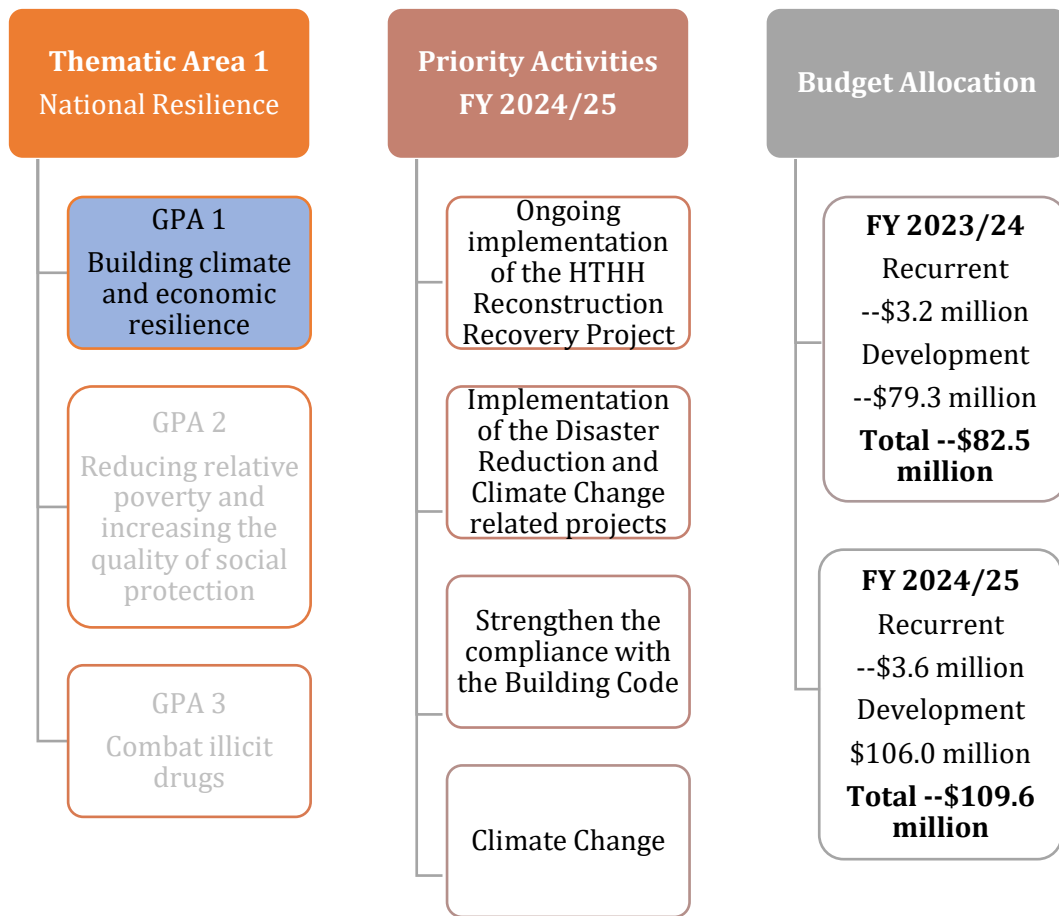 Thematic Area 1
National Resilience
GPA 1
Building climate
and economic
resilience
GPA 2
Reducing relative
poverty and
increasing the
quality of social
protection
GPA 3
Combat illicit
drugs
Priority Activities
FY 2024/25
Ongoing
implementation
of the HTHH
Reconstruction
Recovery Project
Implementation
of the Disaster
Reduction and
Climate Change
related projects
Strengthen the
compliance with
the Building Code
Climate Change
Budget Allocation
FY 2023/24
Recurrent
--$3.2 million
Development
--$79.3 million
Total --$82.5
million
FY 2024/25
Recurrent
--$3.6 million
Development
$106.0 million
Total --$109.6
million